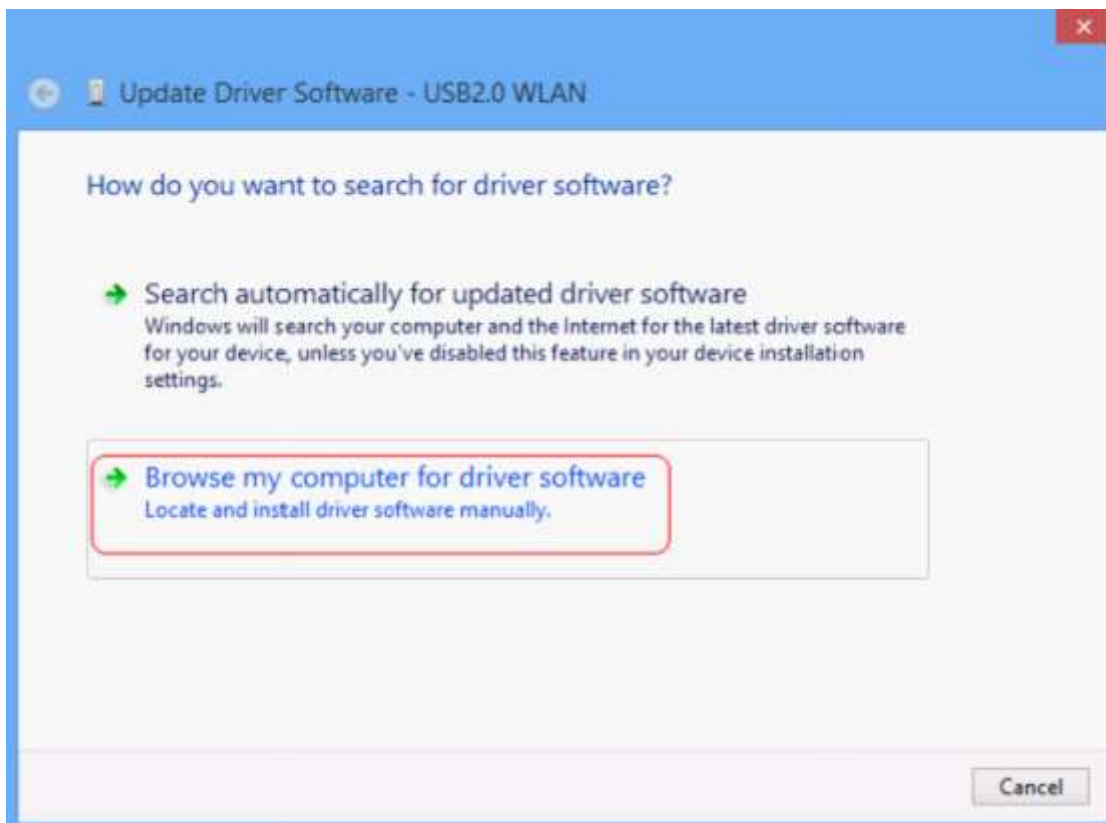 Update Driver Software - USB2.0 WLAN
How do you want to search for driver software?
Search automatically for updated driver software
Windows will search your computer and the Internet for the latest driver software
for your device, unless you've disabled this feature in your device installation
settings.
Browse my computer for driver software
Locate and install driver software manually.
Cancel